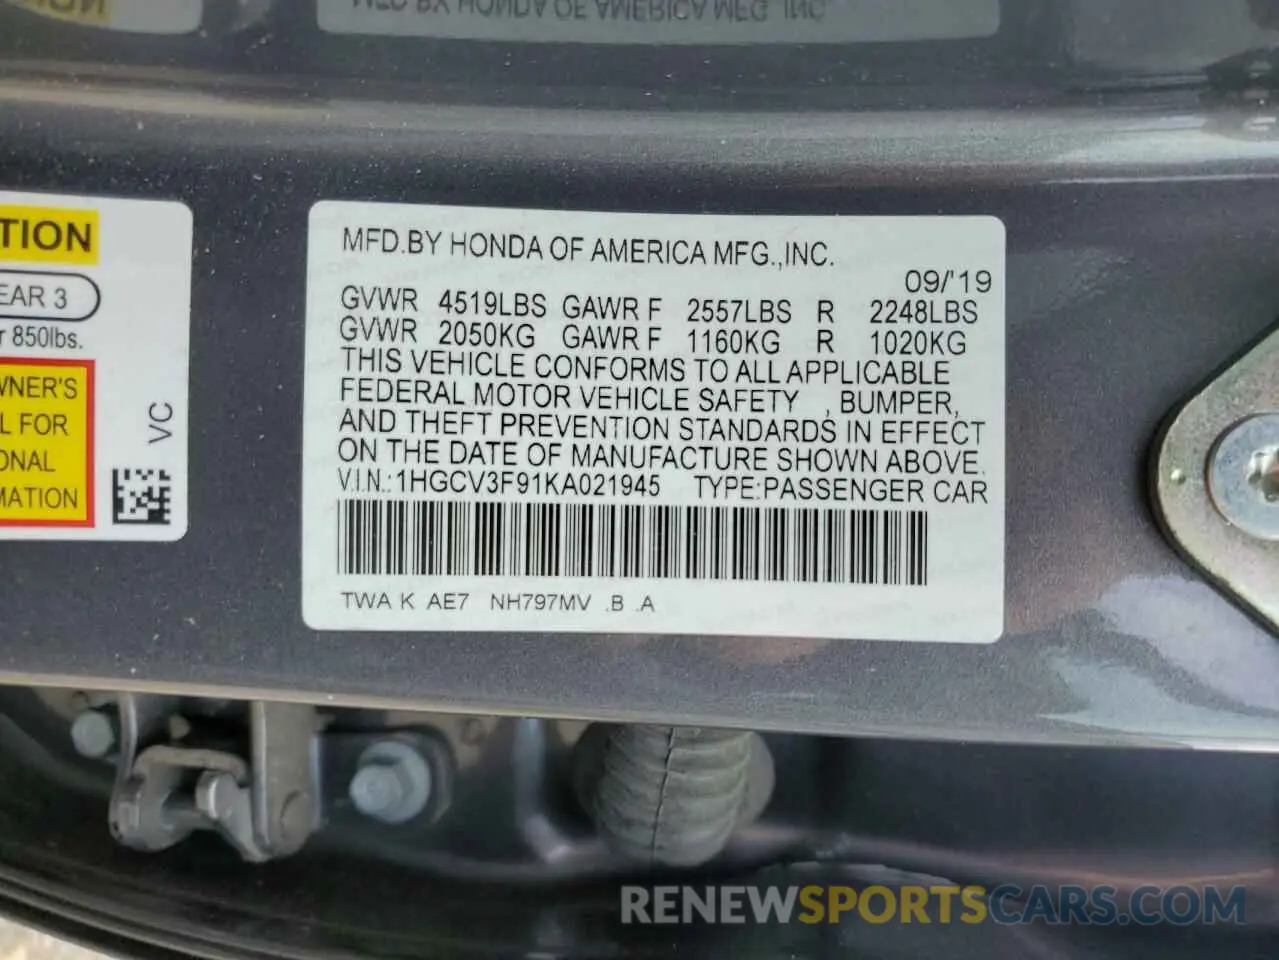 MFD.BY HONDA OF AMERICA MFG.,INC.
09/'19
GVWR 4519LBS GAWR F 2557LBS R 2248LBS
GVWR 2050KG GAWR F 1160KG R 1020KG
THIS VEHICLE CONFORMS TO ALL APPLICABLE
FEDERAL MOTOR VEHICLE SAFETY , BUMPER,
AND THEFT PREVENTION STANDARDS IN EFFECT
ON THE DATE OF MANUFACTURE SHOWN ABOVE.
V.I.N.:1HGCV3F91KA021945 TYPE:PASSENGER CAR
TWA K AE7 NH797MV .B .A
TION
EAR 3
r 850lbs.
WNER'S
L FOR
ONAL
MATION
VC
RENEWSPORTSCARS.COM